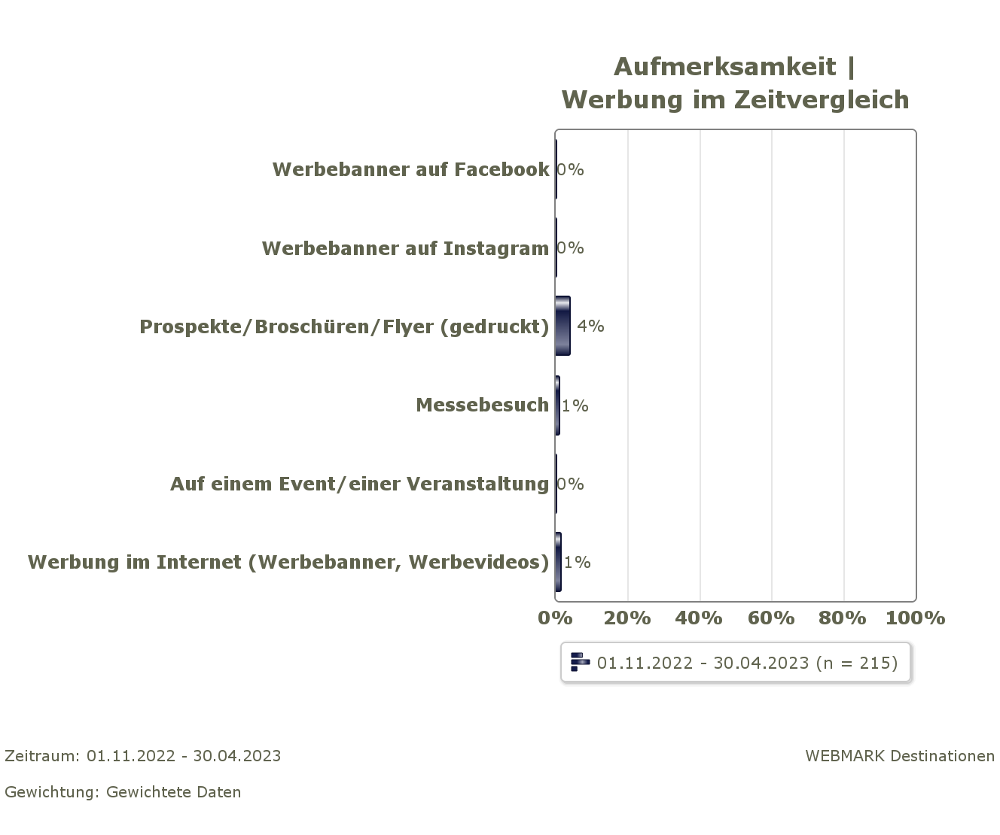 Aufmerksamkeit |
Werbung im Zeitvergleich
Werbebanner auf Facebook 0%
Werbebanner auf Instagram 0%
Prospekte/Broschüren/Flyer (gedruckt) 4%
Messebesuch 1%
Auf einem Event/einer Veranstaltung 0%
Werbung im Internet (Werbebanner, Werbevideos) 1%
0% 20% 40% 60% 80% 100%
01.11.2022 - 30.04.2023 (n = 215)
Zeitraum: 01.11.2022 - 30.04.2023 WEBMARK Destinationen
Gewichtung: Gewichtete Daten